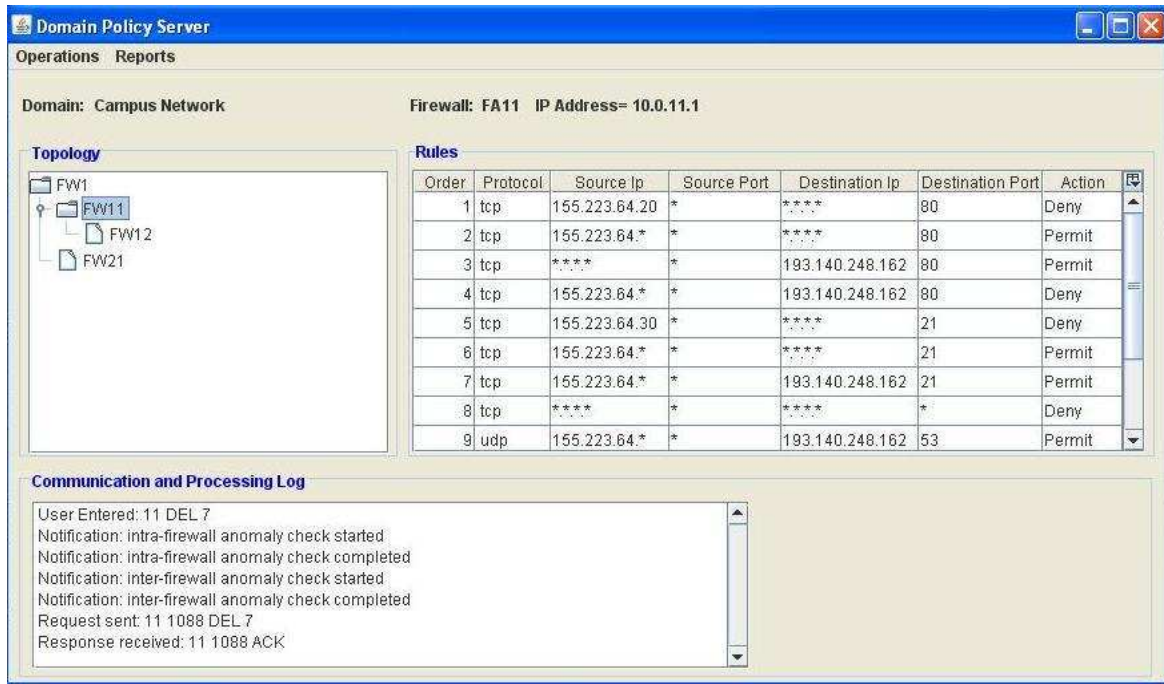 Domain Policy Server
Operations Reports
Domain: Campus Network
Firewall: FA11 IP Address= 10.0.11.1
Topology
FW1
FW11
FW12
FW21
Rules
Order Protocol Source Ip Source Port Destination Ip Destination Port Action
1 tcp 155.223.64.20 * *.*.*.* 80 Deny
2 tcp 155.223.64.* * *.*.*.* 80 Permit
3 tcp *.*.*.* * 193.140.248.162 80 Permit
4 tcp 155.223.64.* * 193.140.248.162 80 Deny
5 tcp 155.223.64.30 * *.*.*.* 21 Deny
6 tcp 155.223.64.* * *.*.*.* 21 Permit
7 tcp 155.223.64.* * 193.140.248.162 21 Permit
8 tcp *.*.*.* * *.*.*.* * Deny
9 udp 155.223.64.* * 193.140.248.162 53 Permit
Communication and Processing Log
User Entered: 11 DEL 7
Notification: intra-firewall anomaly check started
Notification: intra-firewall anomaly check completed
Notification: inter-firewall anomaly check started
Notification: inter-firewall anomaly check completed
Request sent: 11 1088 DEL 7
Response received: 11 1088 ACK